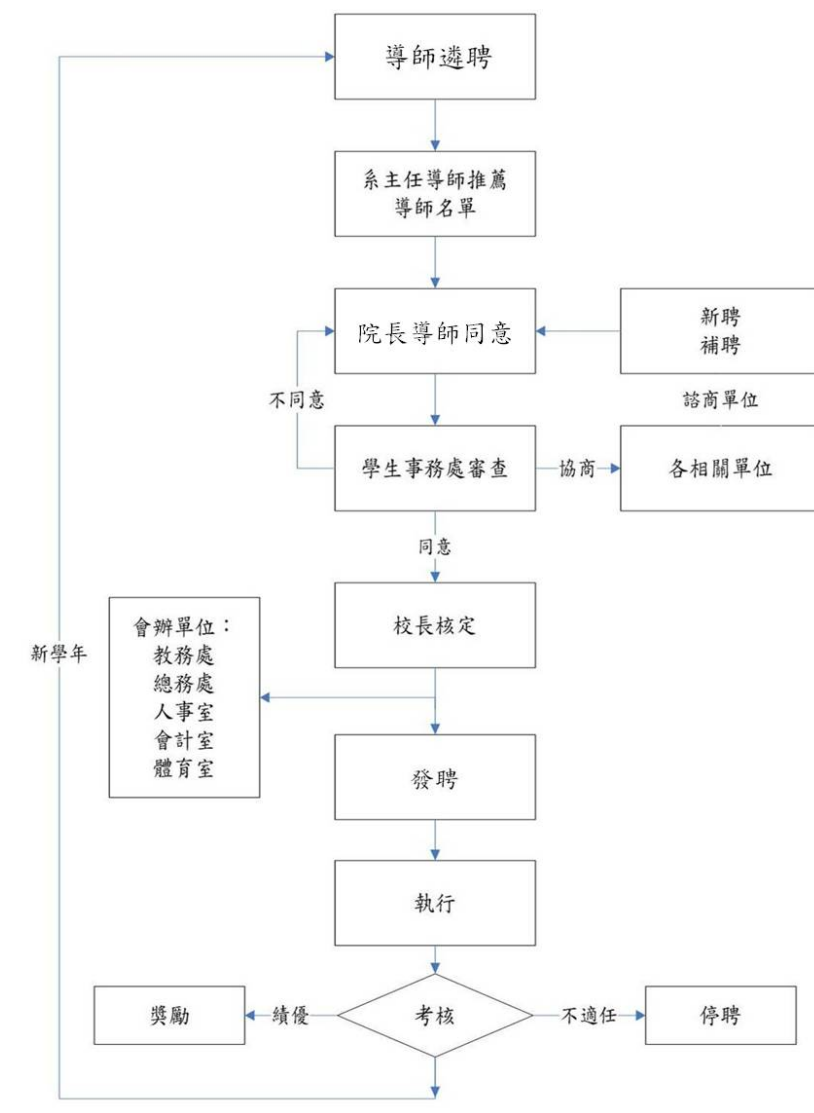 導師遴聘
系主任導師推薦
導師名單
院長導師同意
新聘
補聘
不同意
諮商單位
學生事務處審查
協商
各相關單位
同意
校長核定
會辦單位：
教務處
總務處
人事室
會計室
體育室
新學年
發聘
執行
獎勵
績優
考核
不適任
停聘